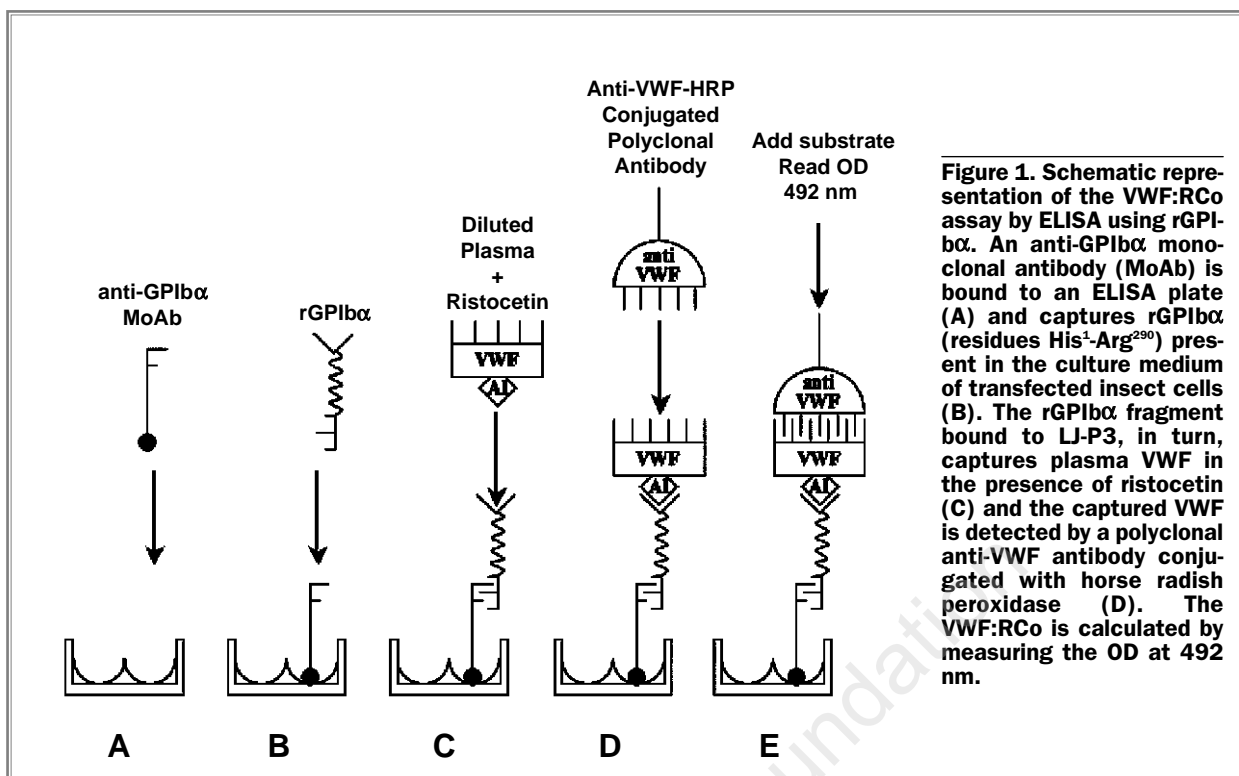 Anti-VWF-HRP
Conjugated
Polyclonal
Antibody
Add substrate
Read OD
492 nm
Diluted
Plasma
+
Ristocetin
anti-GPIbα
MoAb
rGPIbα
anti
VWF
VWF
AI
anti
VWF
VWF
AI
VWF
AI
A
B
C
D
E
Figure 1. Schematic repre-
sentation of the VWF:RCo
assay by ELISA using rGPI-
bα. An anti-GPIbα mono-
clonal antibody (MoAb) is
bound to an ELISA plate
(A) and captures rGPIbα
(residues His¹-Arg²⁹⁰) pres-
ent in the culture medium
of transfected insect cells
(B). The rGPIbα fragment
bound to LJ-P3, in turn,
captures plasma VWF in
the presence of ristocetin
(C) and the captured VWF
is detected by a polyclonal
anti-VWF antibody conju-
gated with horse radish
peroxidase (D). The
VWF:RCo is calculated by
measuring the OD at 492
nm.